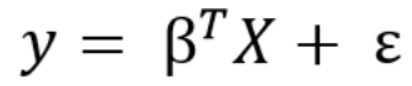 y = β^T X + ε